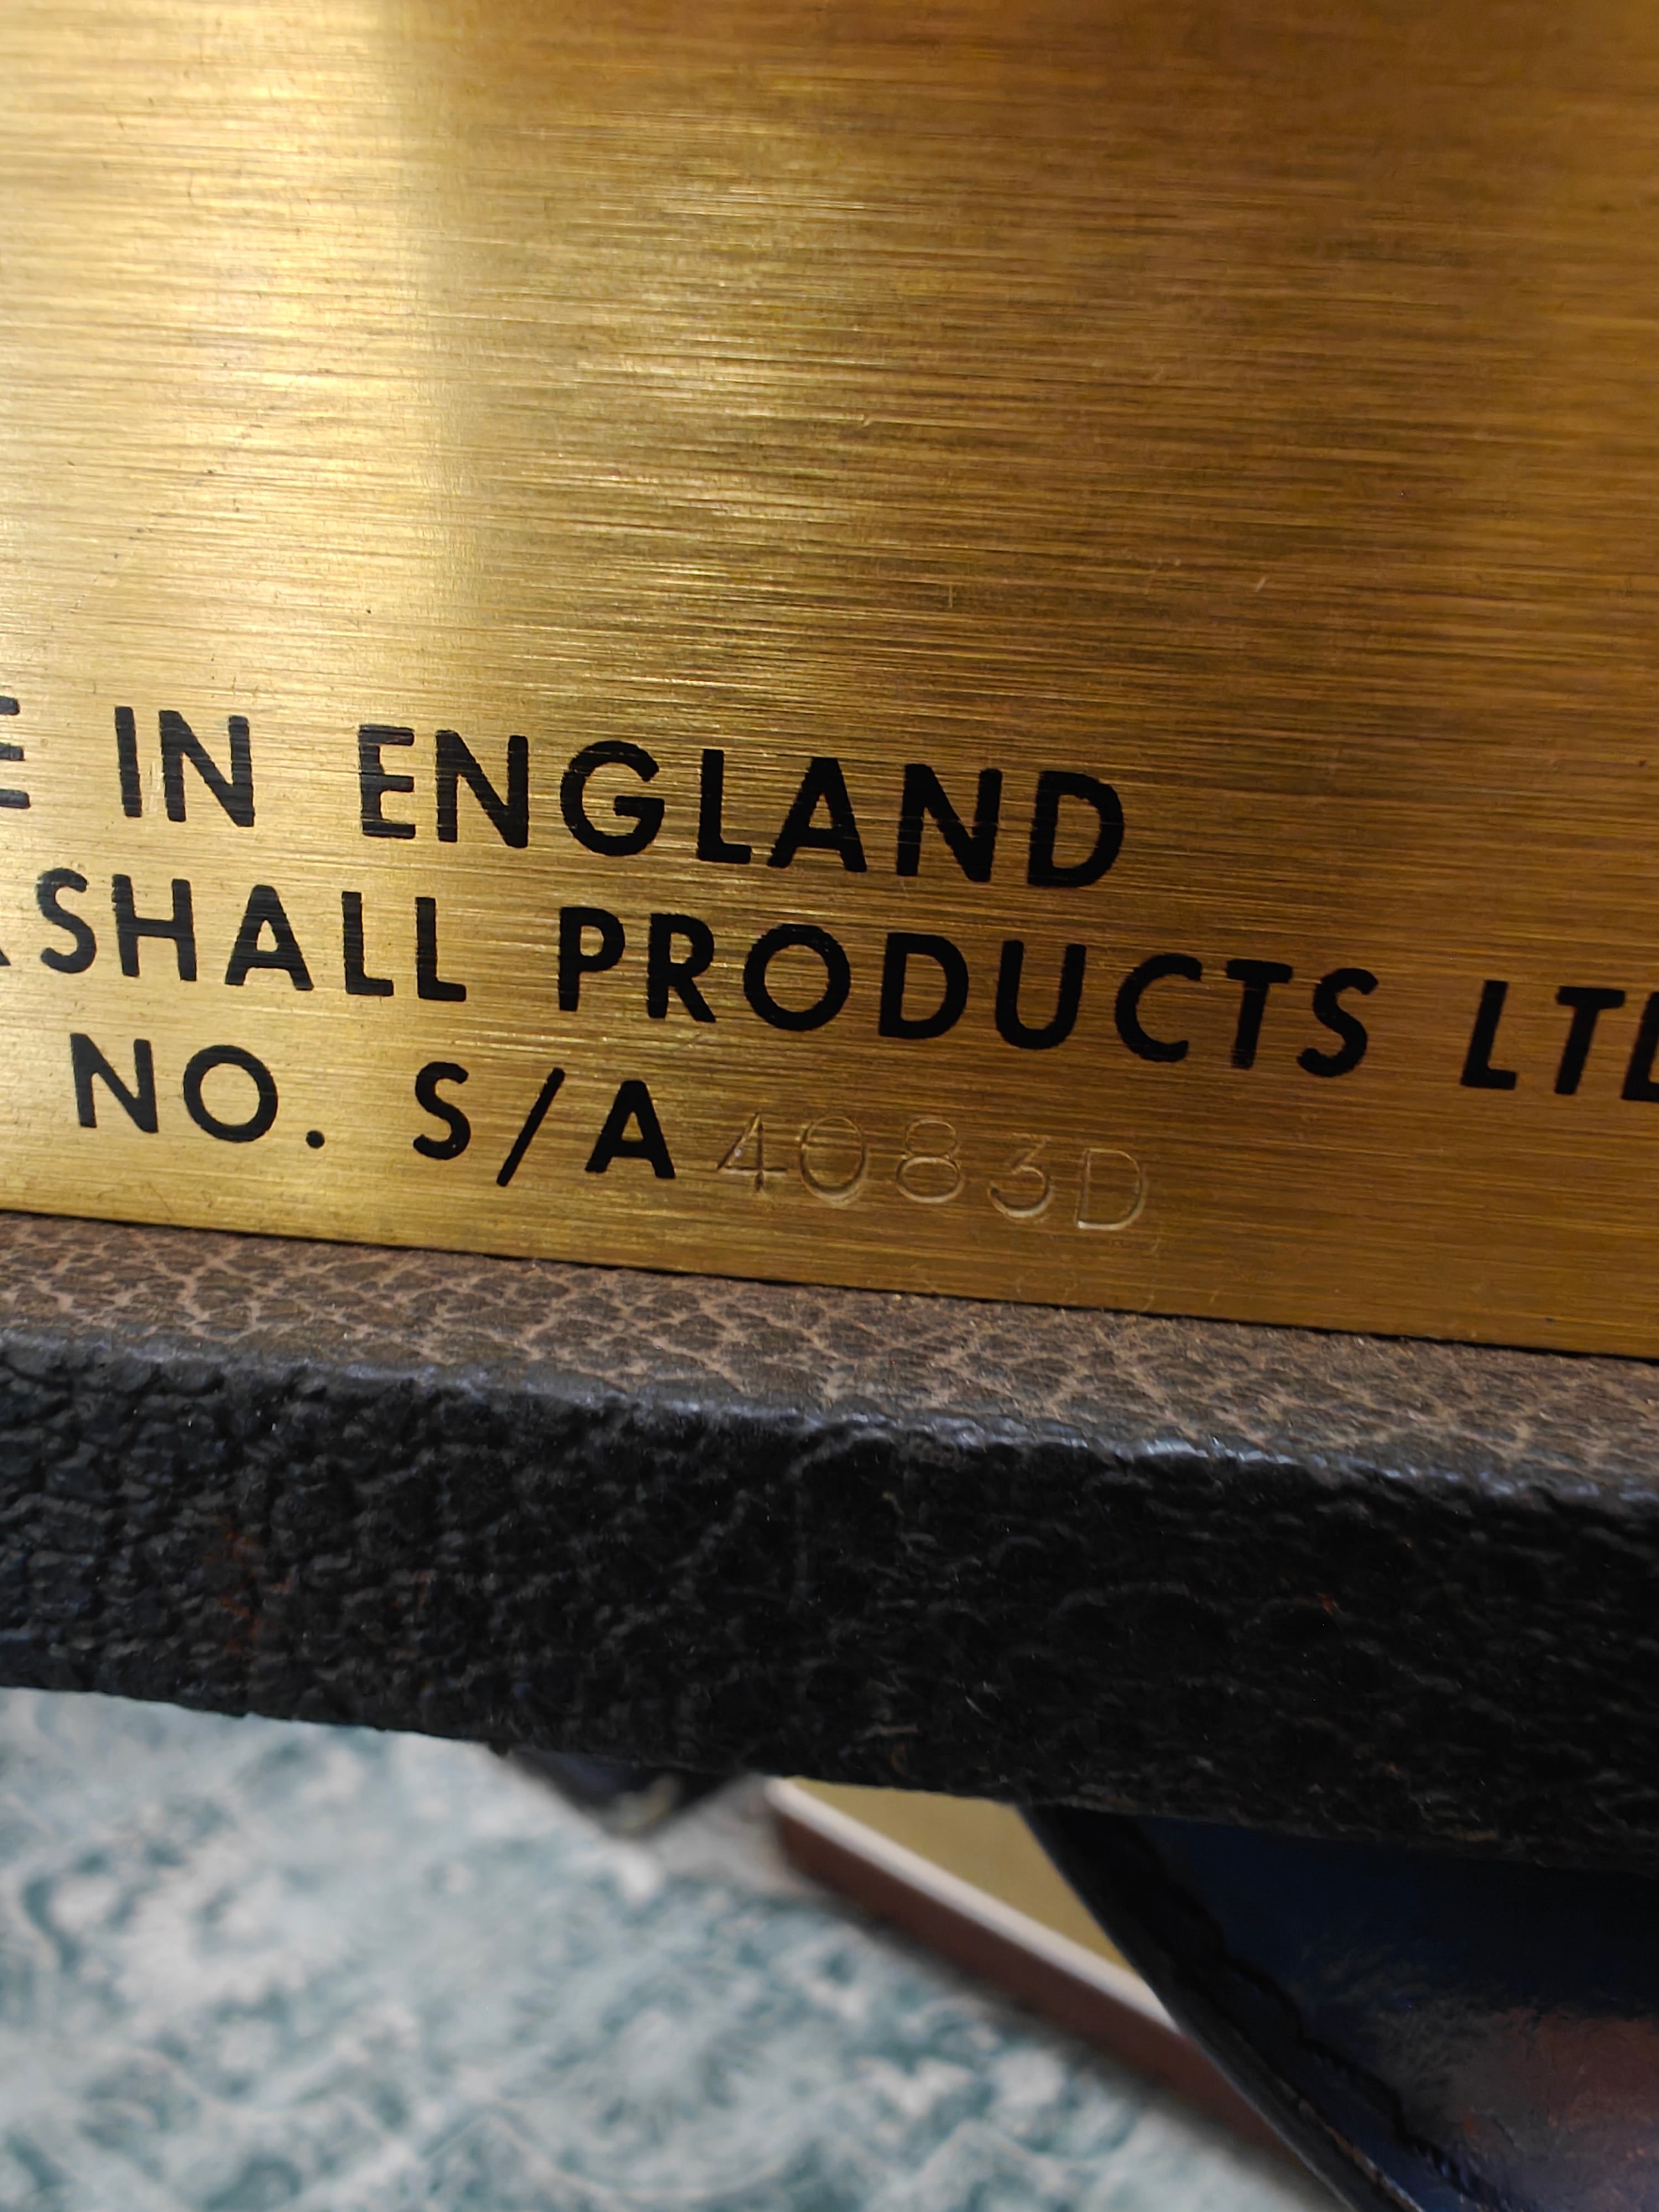 E IN ENGLAND
SHALL PRODUCTS LTD
NO. S/A 4083D